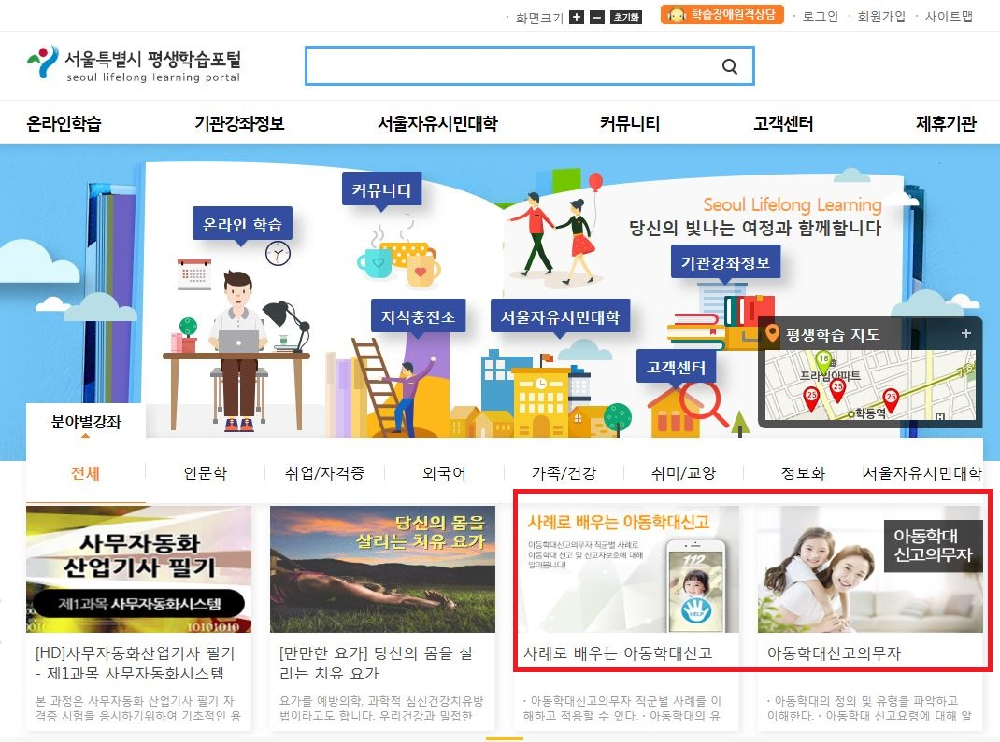 화면크기 + - 초기화 학습장애원격상담 · 로그인 · 회원가입 · 사이트맵
서울특별시 평생학습포털
seoul lifelong learning portal
온라인학습 기관강좌정보 서울자유시민대학 커뮤니티 고객센터 제휴기관
커뮤니티
온라인 학습
Seoul Lifelong Learning
당신의 빛나는 여정과 함께합니다
기관강좌정보
지식충전소 서울자유시민대학
평생학습 지도 +
고객센터
18
프라임아파트
25 25 25
학동역
분야별강좌
전체 인문학 취업/자격증 외국어 가족/건강 취미/교양 정보화 서울자유시민대학
사무자동화
산업기사 필기
제1과목 사무자동화시스템
10101010
[HD]사무자동화산업기사 필기
- 제1과목 사무자동화시스템
본 과정은 사무자동화 산업기사 필기 자
격증 시험을 응시하기위하여 기초적인 용
당신의 몸을
살리는 치유 요가
[만만한 요가] 당신의 몸을 살
리는 치유 요가
요가를 예방의학, 과학적 심신건강치유방
법이라고도 합니다. 우리건강과 밀접한
사례로 배우는 아동학대신고
아동학대신고의무자 직군별 사례로
아동학대 신고 및 신고자보호에 대해
알아봅니다!
112
HELP
사례로 배우는 아동학대신고
· 아동학대신고의무자 직군별 사례를 이
해하고 적용할 수 있다. · 아동학대의 유
아동학대
신고의무자
아동학대신고의무자
· 아동학대의 정의 및 유형을 파악하고
이해한다. · 아동학대 신고요령에 대해 알